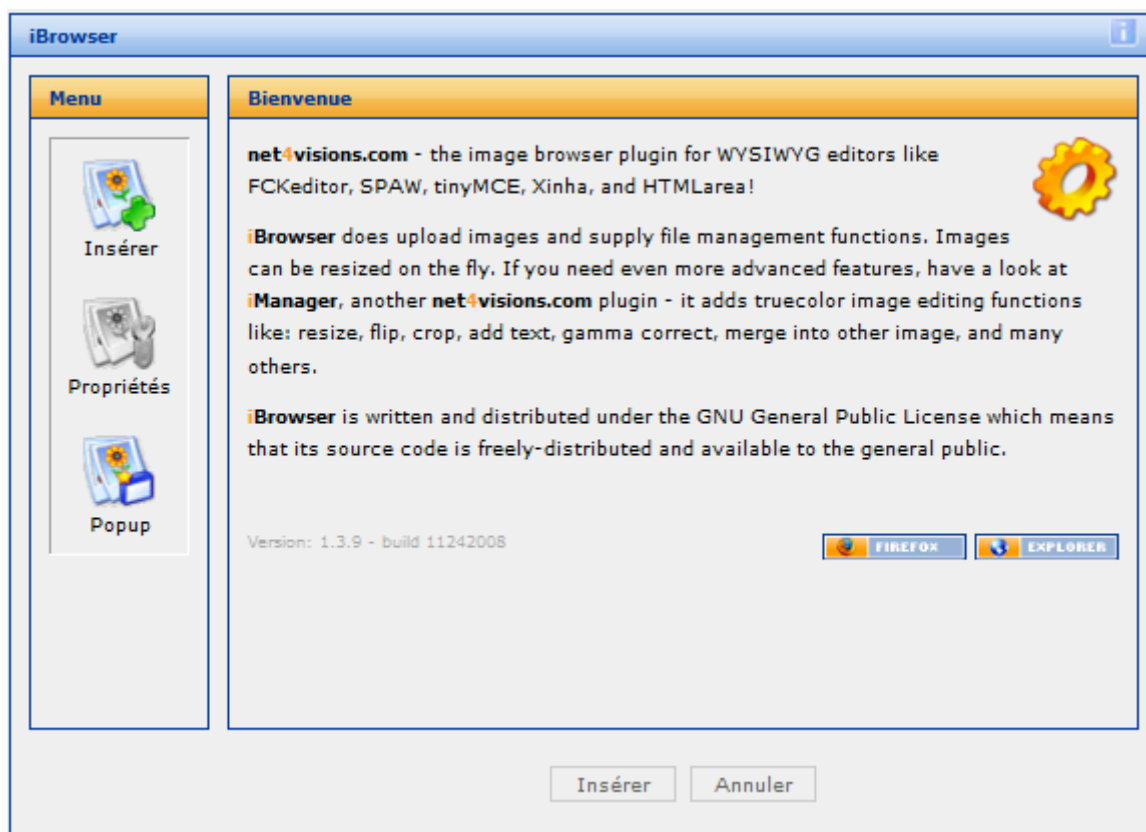 iBrowser
i
Menu
Insérer
Propriétés
Popup
Bienvenue
net4visions.com - the image browser plugin for WYSIWYG editors like
FCKeditor, SPAW, tinyMCE, Xinha, and HTMLarea!
iBrowser does upload images and supply file management functions. Images
can be resized on the fly. If you need even more advanced features, have a look at
iManager, another net4visions.com plugin - it adds truecolor image editing functions
like: resize, flip, crop, add text, gamma correct, merge into other image, and many
others.
iBrowser is written and distributed under the GNU General Public License which means
that its source code is freely-distributed and available to the general public.
Version: 1.3.9 - build 11242008
FIREFOX
EXPLORER
Insérer
Annuler